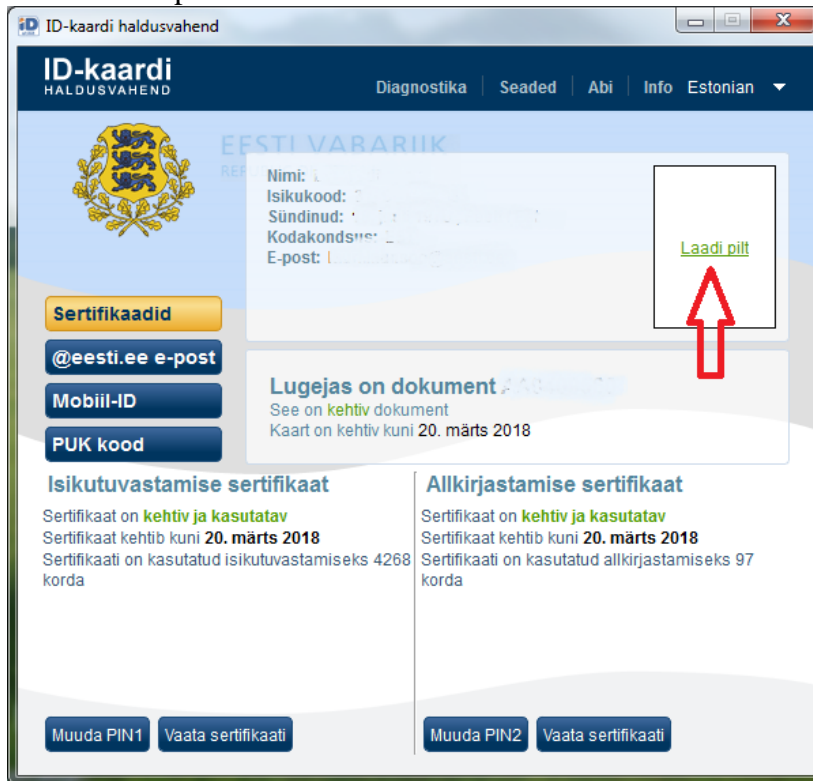 ID-kaardi haldusvahend
ID-kaardi
HALDUSVAHEND
Diagnostika Seaded Abi Info Estonian
EESTI VABARIIK
Nimi:
Isikukood:
Sündinud:
Kodakondsus:
E-post:
Laadi pilt
Sertifikaadid
@eesti.ee e-post
Mobiil-ID
PUK kood
Lugejas on dokument
See on kehtiv dokument
Kaart on kehtiv kuni 20. märts 2018
Isikutuvastamise sertifikaat
Sertifikaat on kehtiv ja kasutatav
Sertifikaat kehtib kuni 20. märts 2018
Sertifikaati on kasutatud isikutuvastamiseks 4268
korda
Muuda PIN1 Vaata sertifikaati
Allkirjastamise sertifikaat
Sertifikaat on kehtiv ja kasutatav
Sertifikaat kehtib kuni 20. märts 2018
Sertifikaati on kasutatud allkirjastamiseks 97
korda
Muuda PIN2 Vaata sertifikaati